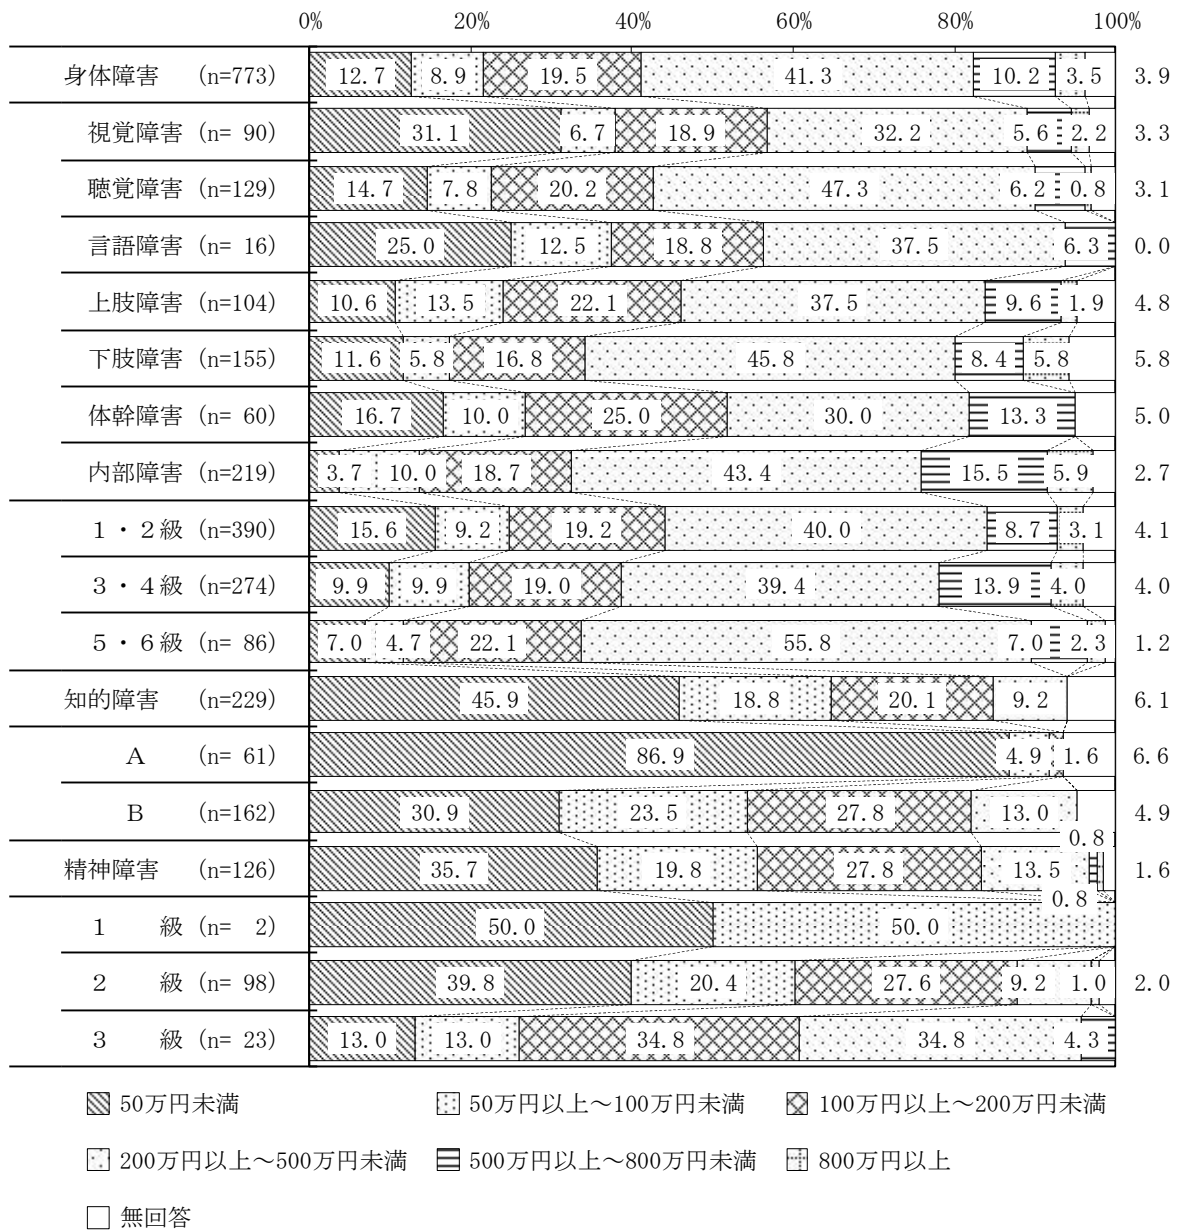 0% 20% 40% 60% 80% 100%
身体障害 (n=773) 12.7 8.9 19.5 41.3 10.2 3.5 3.9
視覚障害 (n= 90) 31.1 6.7 18.9 32.2 5.6 2.2 3.3
聴覚障害 (n=129) 14.7 7.8 20.2 47.3 6.2 0.8 3.1
言語障害 (n= 16) 25.0 12.5 18.8 37.5 6.3 0.0
上肢障害 (n=104) 10.6 13.5 22.1 37.5 9.6 1.9 4.8
下肢障害 (n=155) 11.6 5.8 16.8 45.8 8.4 5.8 5.8
体幹障害 (n= 60) 16.7 10.0 25.0 30.0 13.3 5.0
内部障害 (n=219) 3.7 10.0 18.7 43.4 15.5 5.9 2.7
1・2級 (n=390) 15.6 9.2 19.2 40.0 8.7 3.1 4.1
3・4級 (n=274) 9.9 9.9 19.0 39.4 13.9 4.0 4.0
5・6級 (n= 86) 7.0 4.7 22.1 55.8 7.0 2.3 1.2
知的障害 (n=229) 45.9 18.8 20.1 9.2 6.1
A (n= 61) 86.9 4.9 1.6 6.6
B (n=162) 30.9 23.5 27.8 13.0 4.9
0.8
精神障害 (n=126) 35.7 19.8 27.8 13.5 1.6
0.8
1 級 (n= 2) 50.0 50.0
2 級 (n= 98) 39.8 20.4 27.6 9.2 1.0 2.0
3 級 (n= 23) 13.0 13.0 34.8 34.8 4.3
50万円未満 50万円以上～100万円未満 100万円以上～200万円未満
200万円以上～500万円未満 500万円以上～800万円未満 800万円以上
無回答